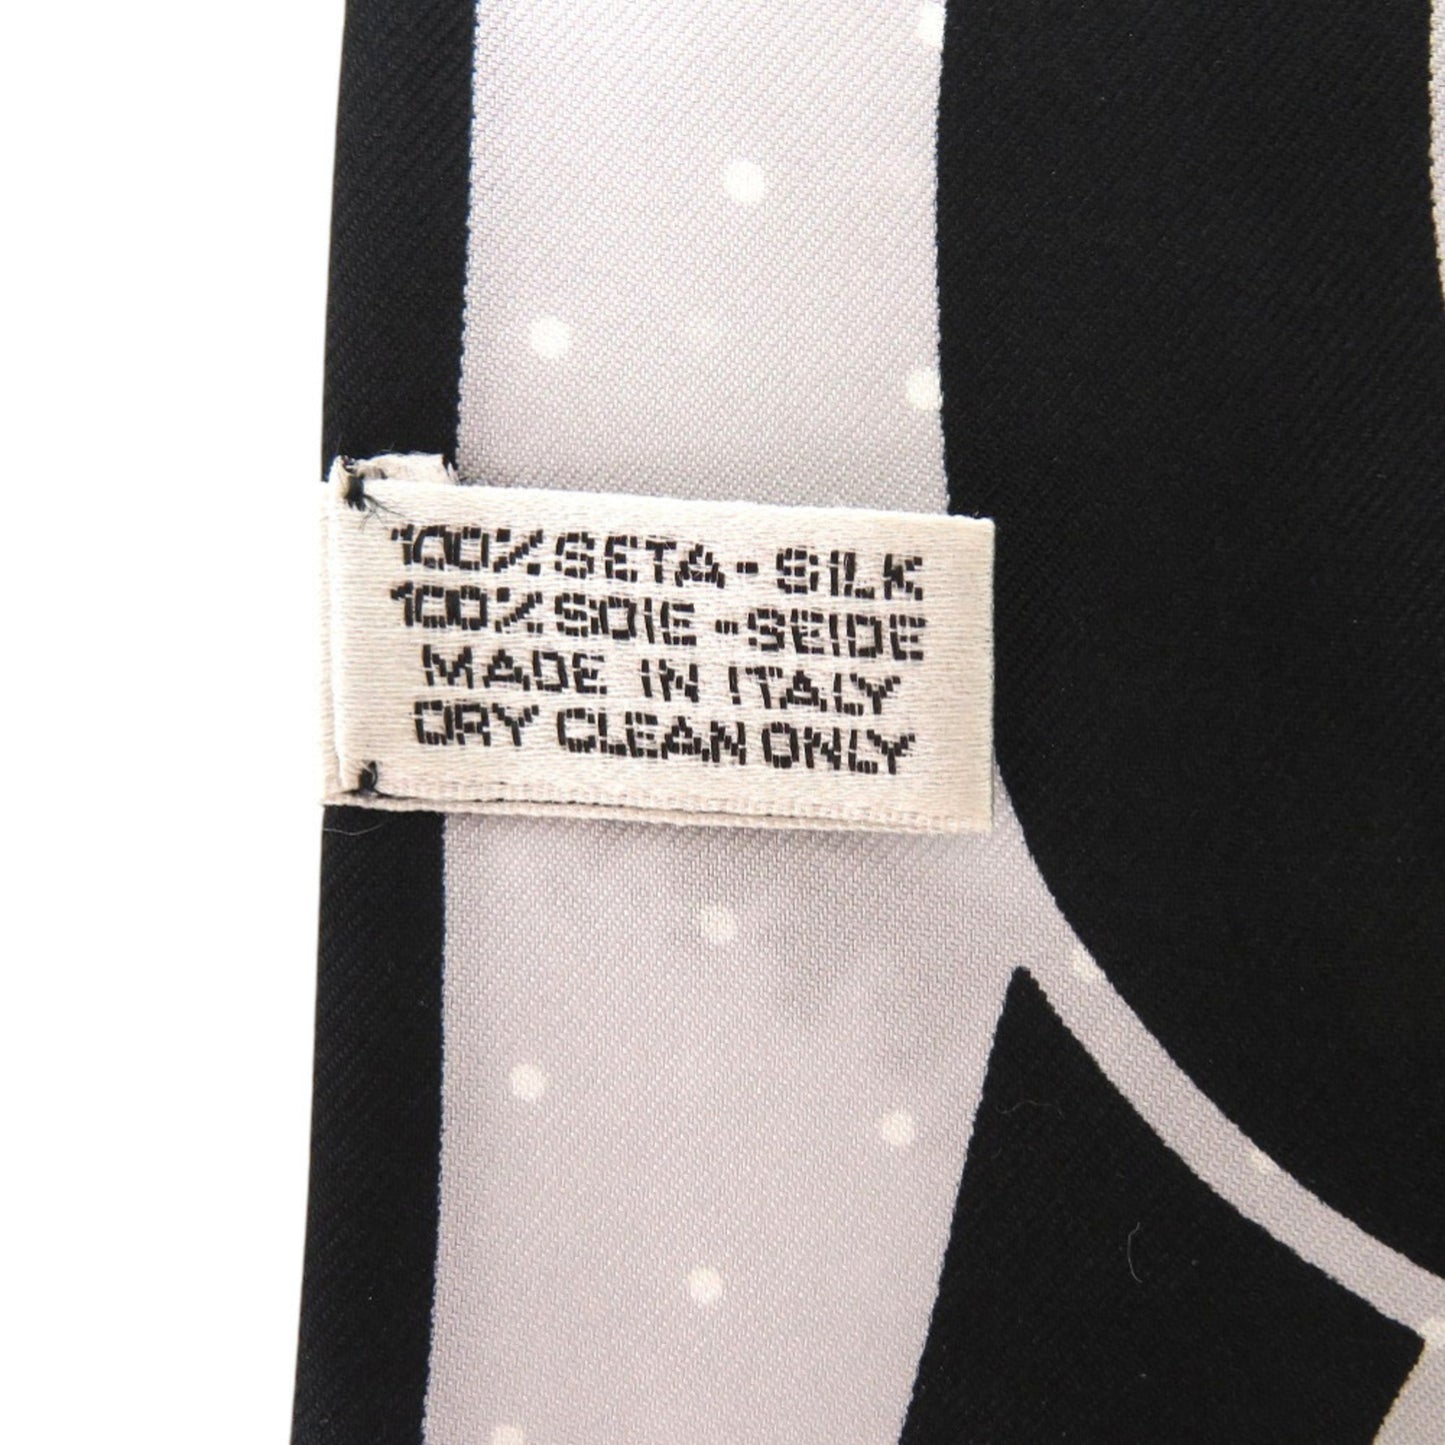 100% SETA - SILK
100% SOIE - SEIDE
MADE IN ITALY
DRY CLEAN ONLY